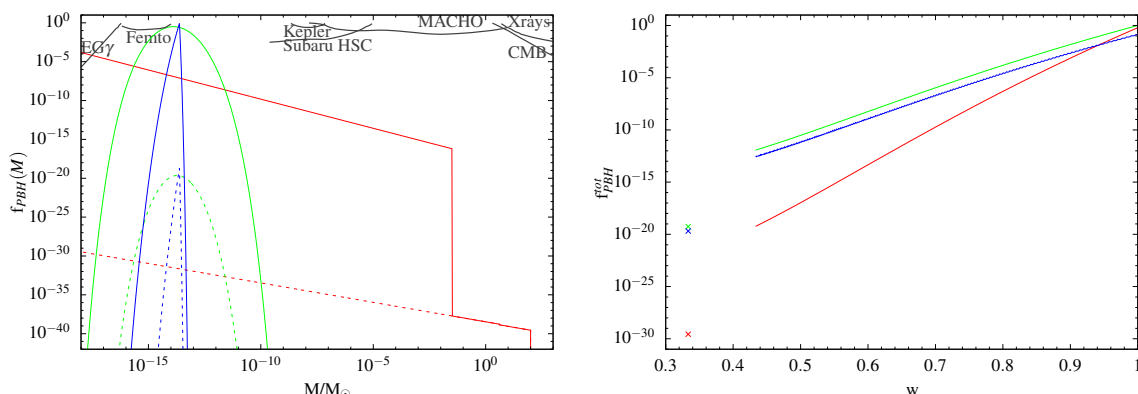 10^0
10^-5
10^-10
10^-15
10^-20
10^-25
10^-30
10^-35
10^-40
f_PBH(M)
EGγ
Femto
Kepler
Subaru HSC
MACHO
Xrays
CMB
10^-15 10^-10 10^-5 10^0
M/M_⊙
10^0
10^-5
10^-10
10^-15
10^-20
10^-25
10^-30
f_PBH^tot
0.3 0.4 0.5 0.6 0.7 0.8 0.9 1
w